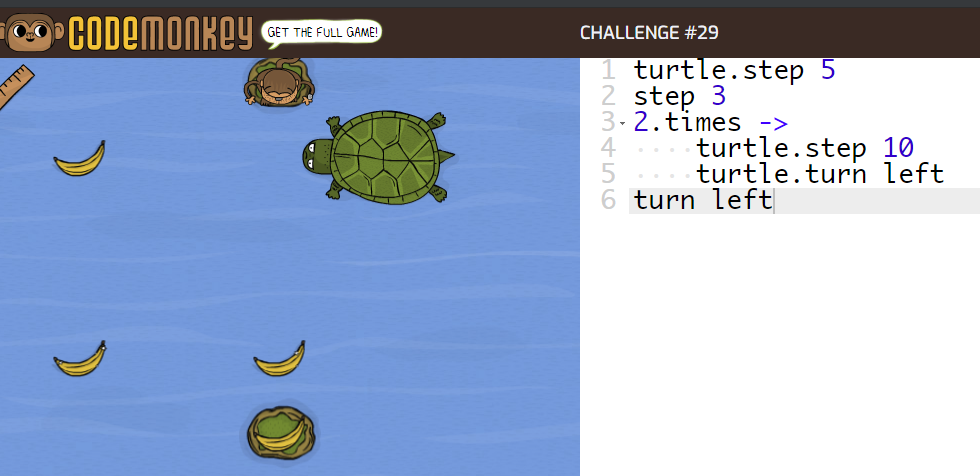 CODEMONKEY
GET THE FULL GAME!
CHALLENGE #29
1 turtle.step 5
2 step 3
3 2.times ->
4 ····turtle.step 10
5 ····turtle.turn left
6 turn left